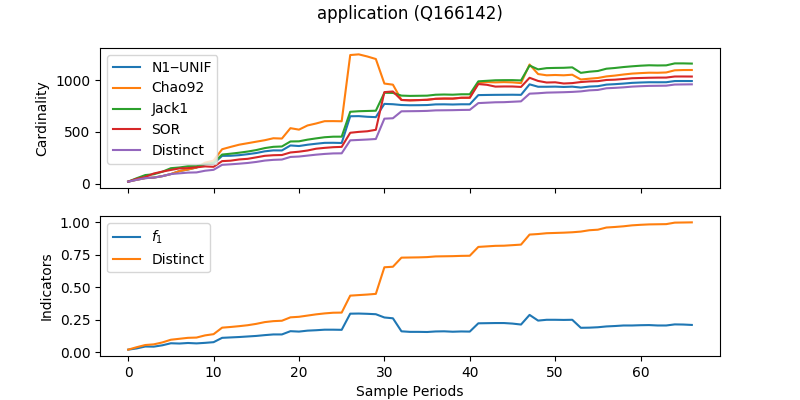 application (Q166142)
Cardinality
1000
500
0
N1−UNIF
Chao92
Jack1
SOR
Distinct
Indicators
1.00
0.75
0.50
0.25
0.00
f1
Distinct
0 10 20 30 40 50 60
Sample Periods